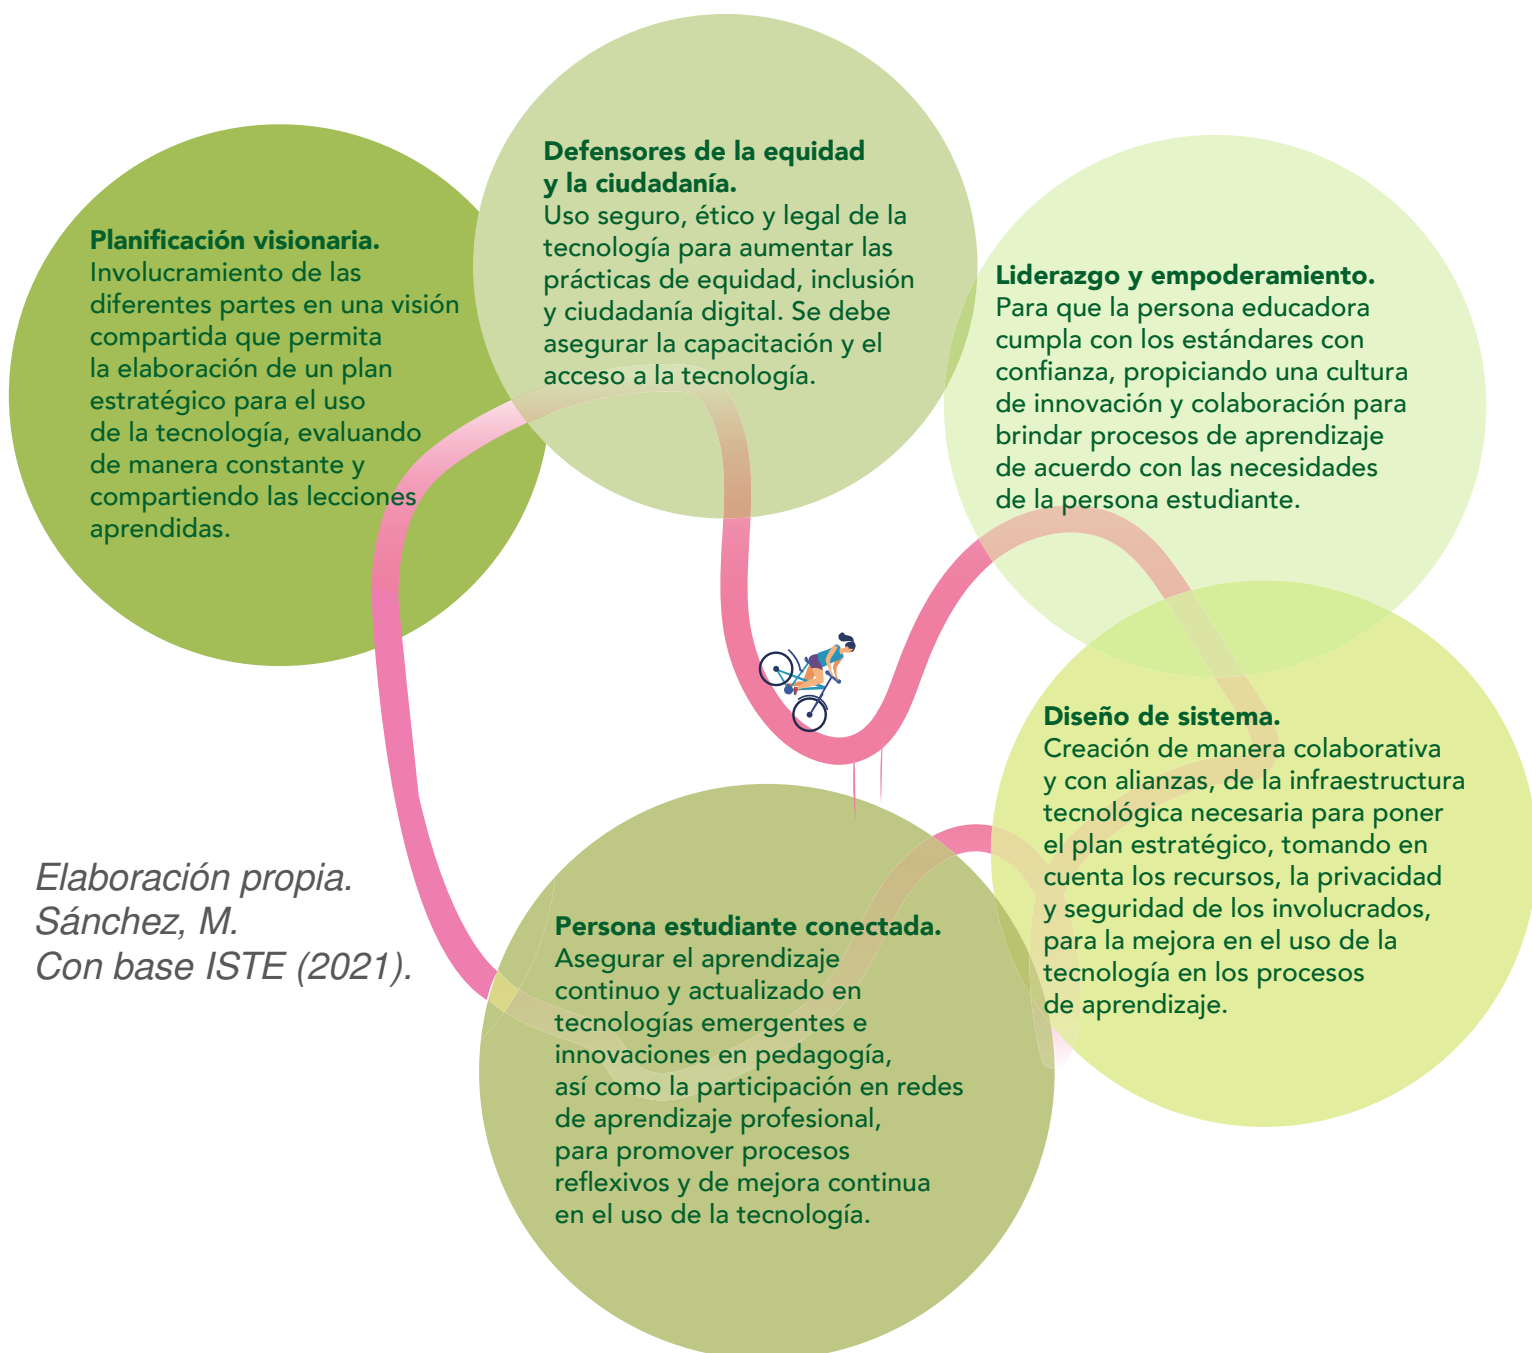 Planificación visionaria.
Involucramiento de las
diferentes partes en una visión
compartida que permita
la elaboración de un plan
estratégico para el uso
de la tecnología, evaluando
de manera constante y
compartiendo las lecciones
aprendidas.
Defensores de la equidad
y la ciudadanía.
Uso seguro, ético y legal de la
tecnología para aumentar las
prácticas de equidad, inclusión
y ciudadanía digital. Se debe
asegurar la capacitación y el
acceso a la tecnología.
Liderazgo y empoderamiento.
Para que la persona educadora
cumpla con los estándares con
confianza, propiciando una cultura
de innovación y colaboración para
brindar procesos de aprendizaje
de acuerdo con las necesidades
de la persona estudiante.
Diseño de sistema.
Creación de manera colaborativa
y con alianzas, de la infraestructura
tecnológica necesaria para poner
el plan estratégico, tomando en
cuenta los recursos, la privacidad
y seguridad de los involucrados,
para la mejora en el uso de la
tecnología en los procesos
de aprendizaje.
Persona estudiante conectada.
Asegurar el aprendizaje
continuo y actualizado en
tecnologías emergentes e
innovaciones en pedagogía,
así como la participación en redes
de aprendizaje profesional,
para promover procesos
reflexivos y de mejora continua
en el uso de la tecnología.
Elaboración propia.
Sánchez, M.
Con base ISTE (2021).